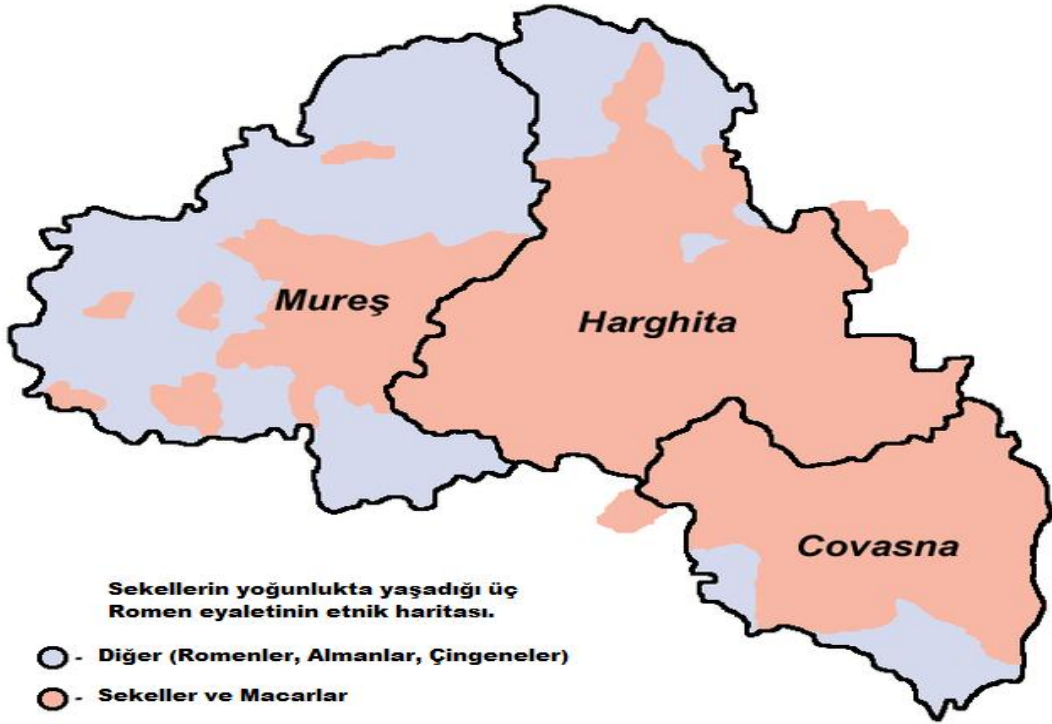 Mureş
Harghita
Covasna
Sekellerin yoğunlukta yaşadığı üç
Romen eyaletinin etnik haritası.
- Diğer (Romenler, Almanlar, Çingeneler)
- Sekeller ve Macarlar